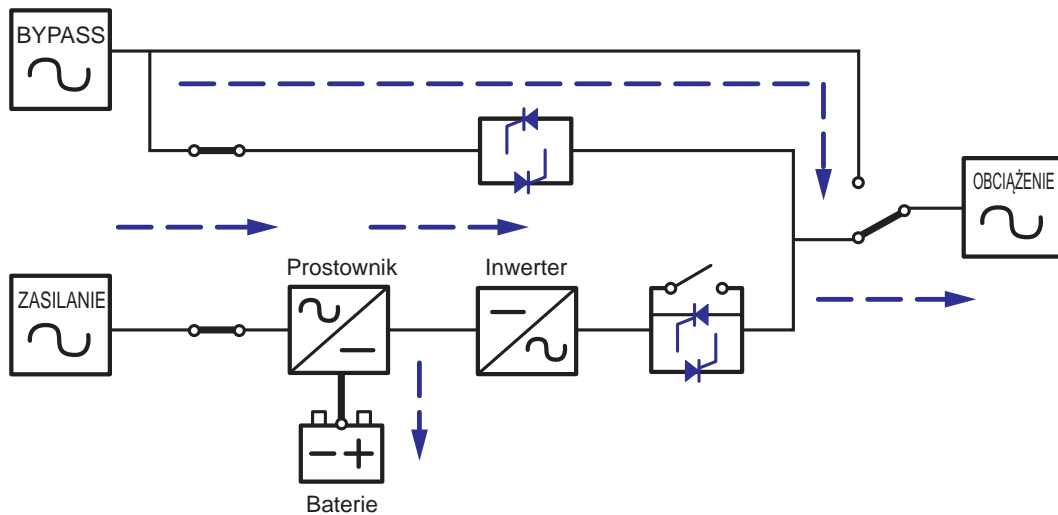 BYPASS
OBCIĄŻENIE
Prostownik
Inwerter
ZASILANIE
Baterie